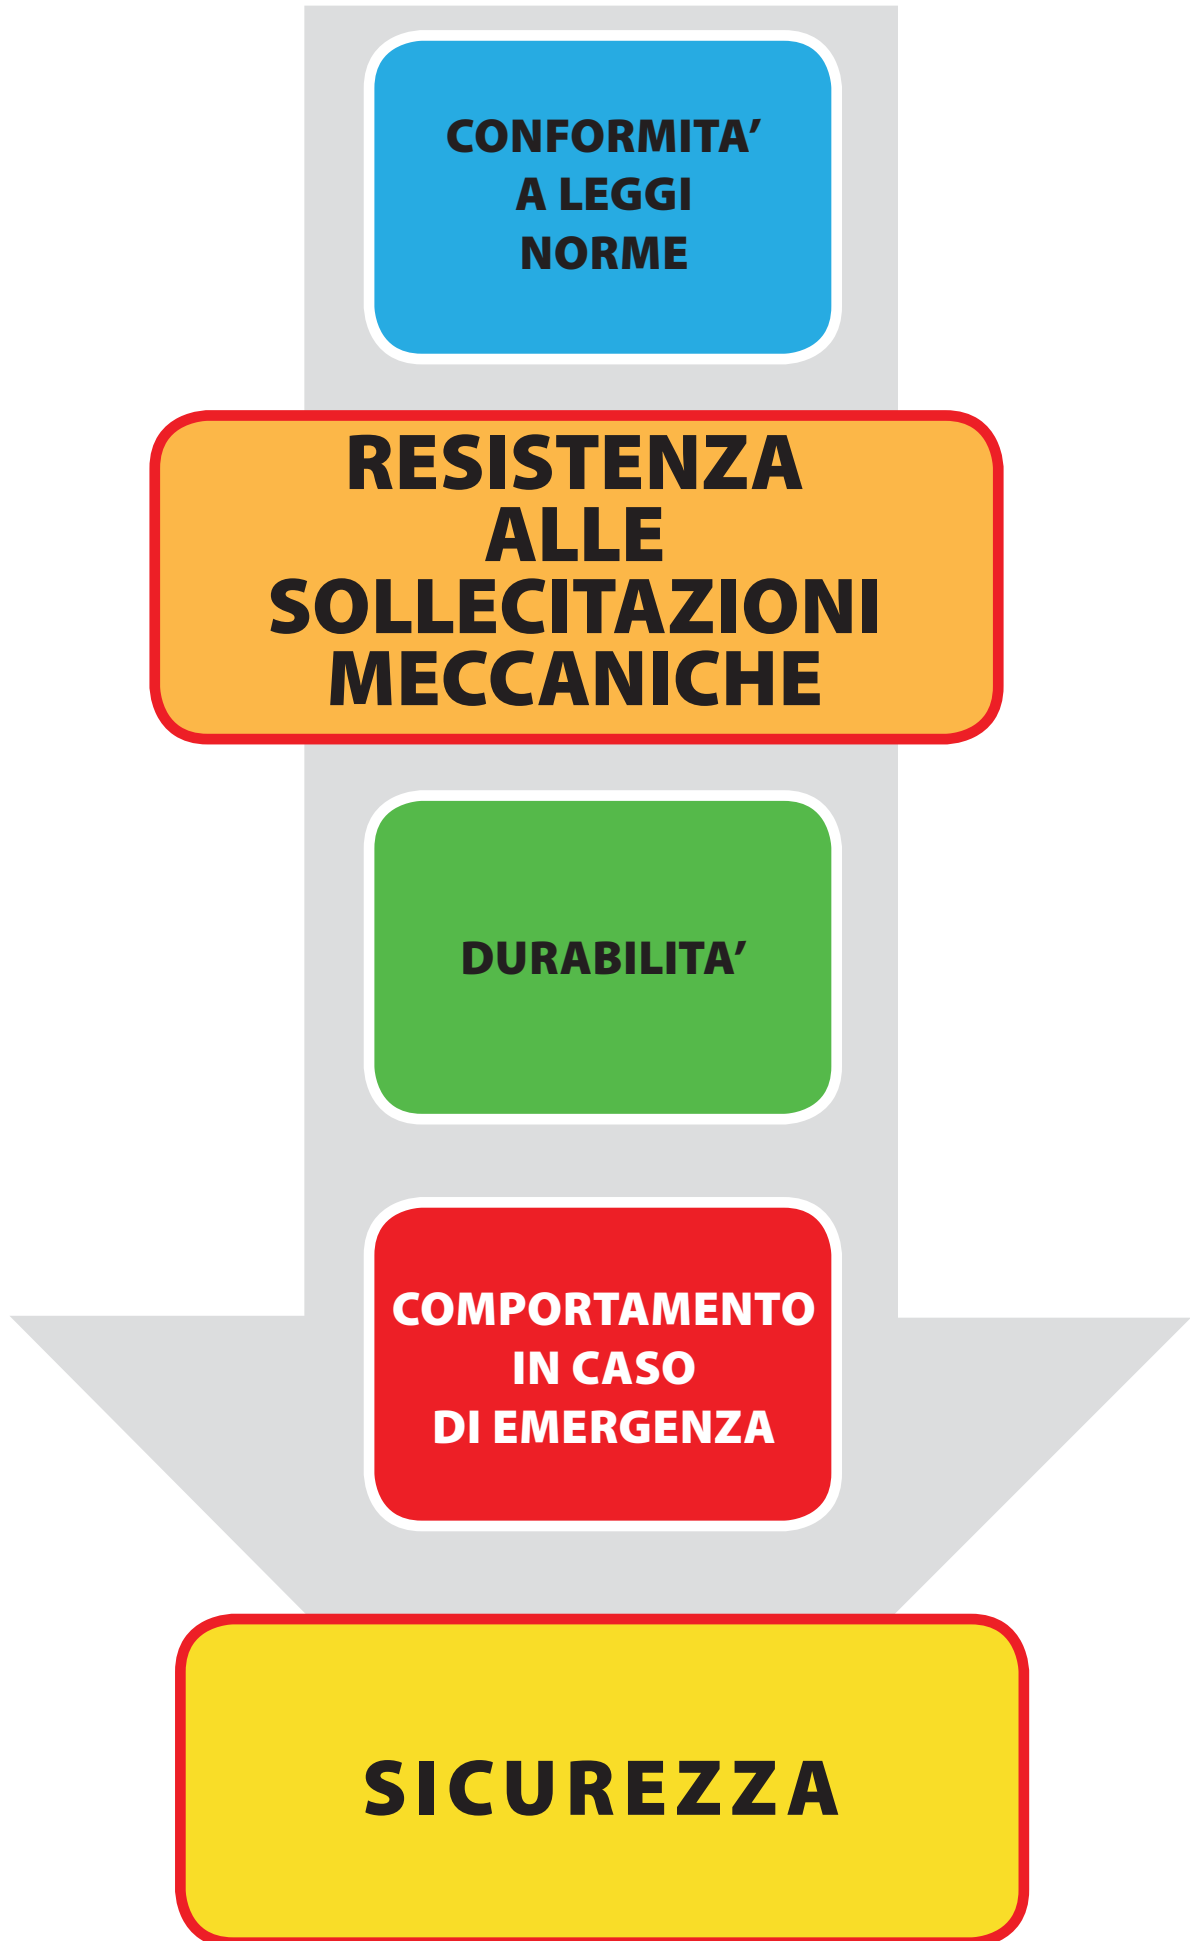 CONFORMITA’
A LEGGI
NORME
RESISTENZA
ALLE
SOLLECITAZIONI
MECCANICHE
DURABILITA’
COMPORTAMENTO
IN CASO
DI EMERGENZA
SICUREZZA